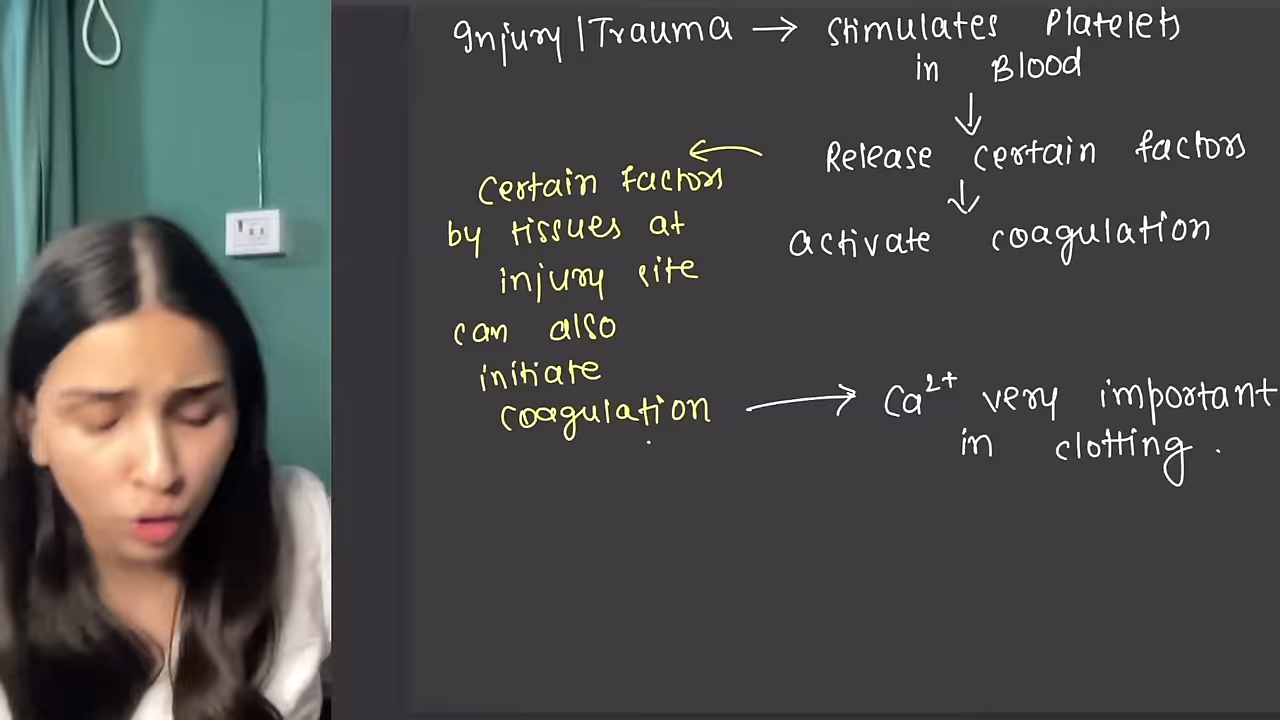 Injury | Trauma → Stimulates Platelets
in Blood
↓
Release certain factors
↓
activate coagulation
←
certain factors
by tissues at
injury site
can also
initiate
coagulation → Ca²⁺ very important
in clotting .